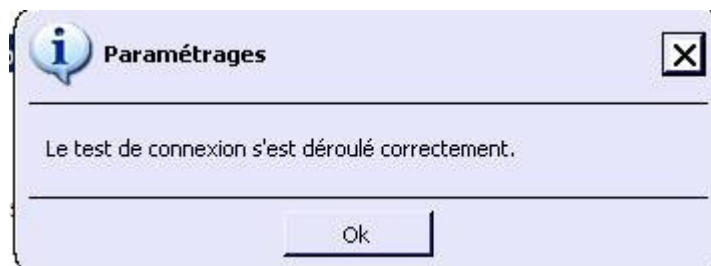 Paramétrages
Le test de connexion s'est déroulé correctement.
Ok